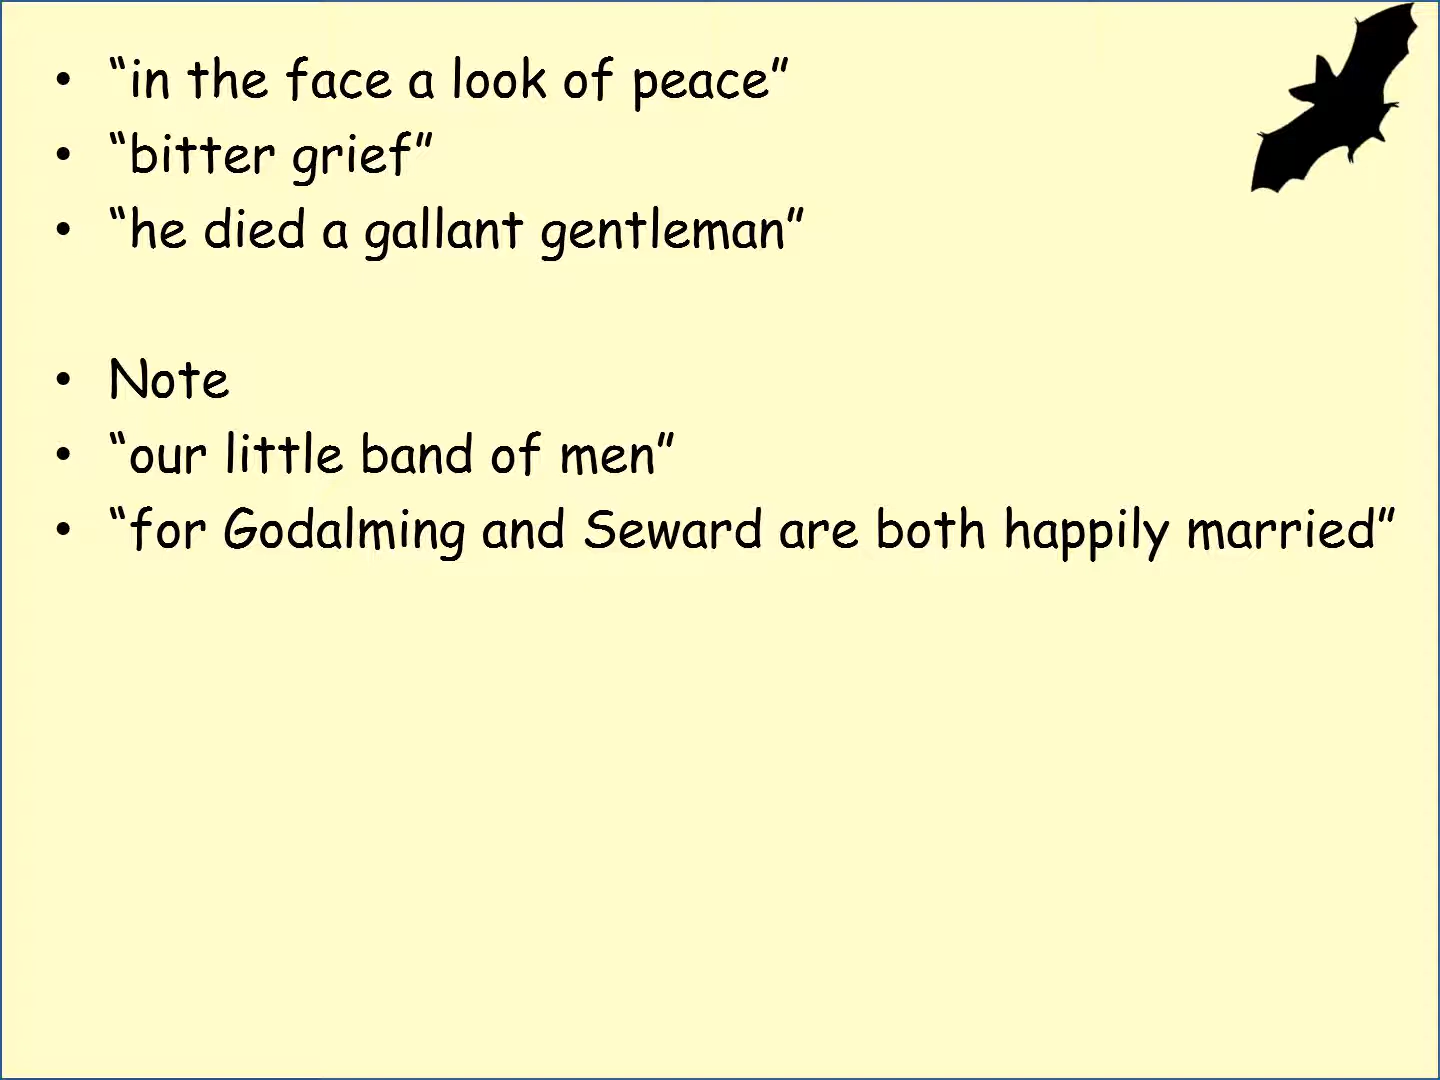 • “in the face a look of peace”
• “bitter grief”
• “he died a gallant gentleman”
• Note
• “our little band of men”
• “for Godalming and Seward are both happily married”